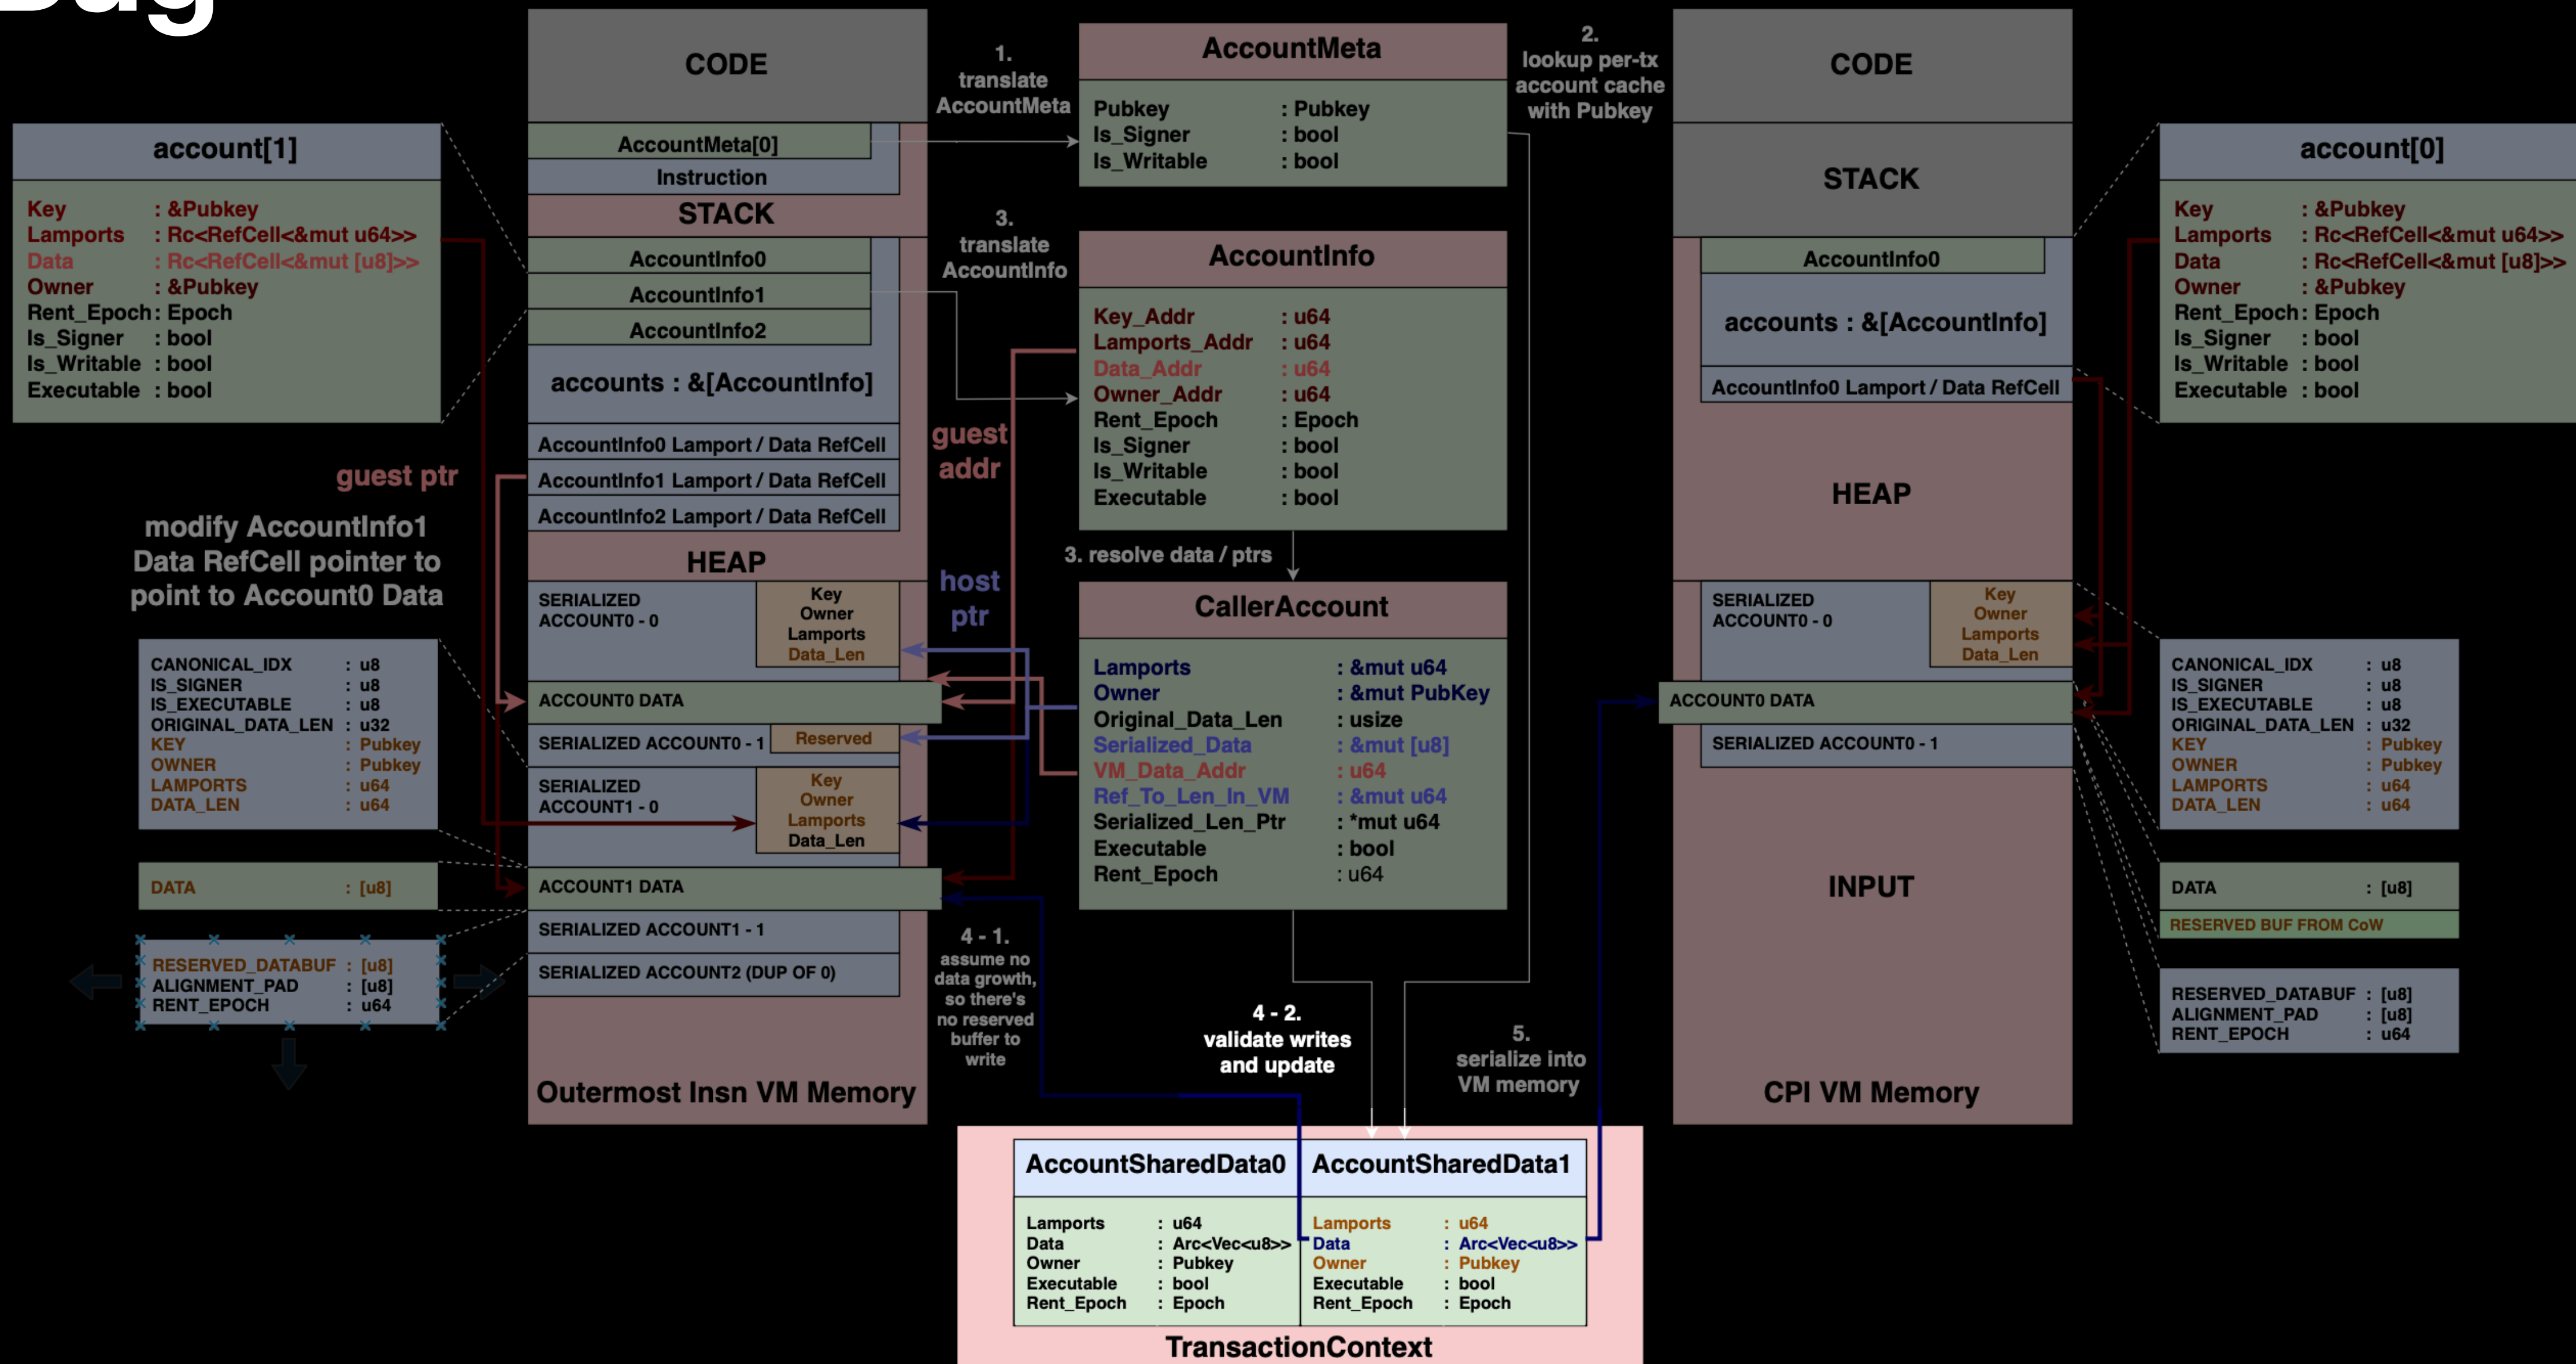 Bug
account[1]
Key : &Pubkey
Lamports : Rc<RefCell<&mut u64>>
Data : Rc<RefCell<&mut [u8]>>
Owner : &Pubkey
Rent_Epoch : Epoch
Is_Signer : bool
Is_Writable : bool
Executable : bool
guest ptr
modify AccountInfo1
Data RefCell pointer to
point to Account0 Data
CANONICAL_IDX : u8
IS_SIGNER : u8
IS_EXECUTABLE : u8
ORIGINAL_DATA_LEN : u32
KEY : Pubkey
OWNER : Pubkey
LAMPORTS : u64
DATA_LEN : u64
DATA : [u8]
RESERVED_DATABUF : [u8]
ALIGNMENT_PAD : [u8]
RENT_EPOCH : u64
CODE
AccountMeta[0]
Instruction
STACK
AccountInfo0
AccountInfo1
AccountInfo2
accounts : &[AccountInfo]
AccountInfo0 Lamport / Data RefCell
AccountInfo1 Lamport / Data RefCell
AccountInfo2 Lamport / Data RefCell
HEAP
SERIALIZED
ACCOUNT0 - 0
Key
Owner
Lamports
Data_Len
ACCOUNT0 DATA
SERIALIZED ACCOUNT0 - 1
Reserved
SERIALIZED
ACCOUNT1 - 0
Key
Owner
Lamports
Data_Len
ACCOUNT1 DATA
SERIALIZED ACCOUNT1 - 1
SERIALIZED ACCOUNT2 (DUP OF 0)
Outermost Insn VM Memory
1.
translate
AccountMeta
3.
translate
AccountInfo
guest
addr
host
ptr
4 - 1.
assume no
data growth,
so there's
no reserved
buffer to
write
AccountMeta
Pubkey : Pubkey
Is_Signer : bool
Is_Writable : bool
AccountInfo
Key_Addr : u64
Lamports_Addr : u64
Data_Addr : u64
Owner_Addr : u64
Rent_Epoch : Epoch
Is_Signer : bool
Is_Writable : bool
Executable : bool
3. resolve data / ptrs
CallerAccount
Lamports : &mut u64
Owner : &mut PubKey
Original_Data_Len : usize
Serialized_Data : &mut [u8]
VM_Data_Addr : u64
Ref_To_Len_In_VM : &mut u64
Serialized_Len_Ptr : *mut u64
Executable : bool
Rent_Epoch : u64
4 - 2.
validate writes
and update
2.
lookup per-tx
account cache
with Pubkey
5.
serialize into
VM memory
AccountSharedData0
Lamports : u64
Data : Arc<Vec<u8>>
Owner : Pubkey
Executable : bool
Rent_Epoch : Epoch
AccountSharedData1
Lamports : u64
Data : Arc<Vec<u8>>
Owner : Pubkey
Executable : bool
Rent_Epoch : Epoch
TransactionContext
CODE
STACK
AccountInfo0
accounts : &[AccountInfo]
AccountInfo0 Lamport / Data RefCell
HEAP
SERIALIZED
ACCOUNT0 - 0
Key
Owner
Lamports
Data_Len
ACCOUNT0 DATA
SERIALIZED ACCOUNT0 - 1
INPUT
CPI VM Memory
account[0]
Key : &Pubkey
Lamports : Rc<RefCell<&mut u64>>
Data : Rc<RefCell<&mut [u8]>>
Owner : &Pubkey
Rent_Epoch : Epoch
Is_Signer : bool
Is_Writable : bool
Executable : bool
CANONICAL_IDX : u8
IS_SIGNER : u8
IS_EXECUTABLE : u8
ORIGINAL_DATA_LEN : u32
KEY : Pubkey
OWNER : Pubkey
LAMPORTS : u64
DATA_LEN : u64
DATA : [u8]
RESERVED BUF FROM CoW
RESERVED_DATABUF : [u8]
ALIGNMENT_PAD : [u8]
RENT_EPOCH : u64